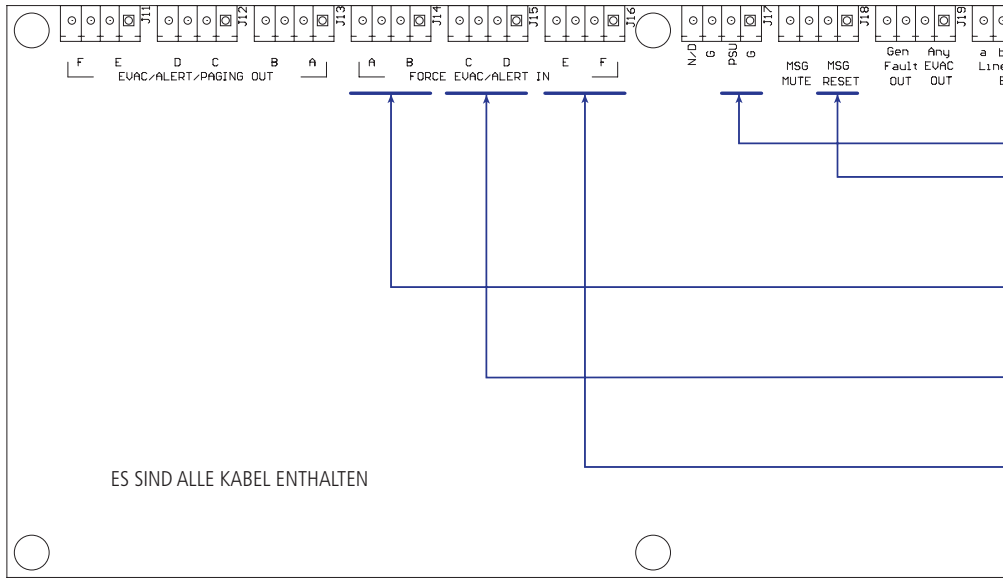 J11 J12 J13 J14 J15 J16 J17 J18 J19
F E D C B A
EVAC/ALERT/PAGING OUT
A B C D E F
FORCE EVAC/ALERT IN
N/D G PSU G
MSG MUTE
MSG RESET
Gen Fault OUT
Any EVAC OUT
a b
Line
E
ES SIND ALLE KABEL ENTHALTEN